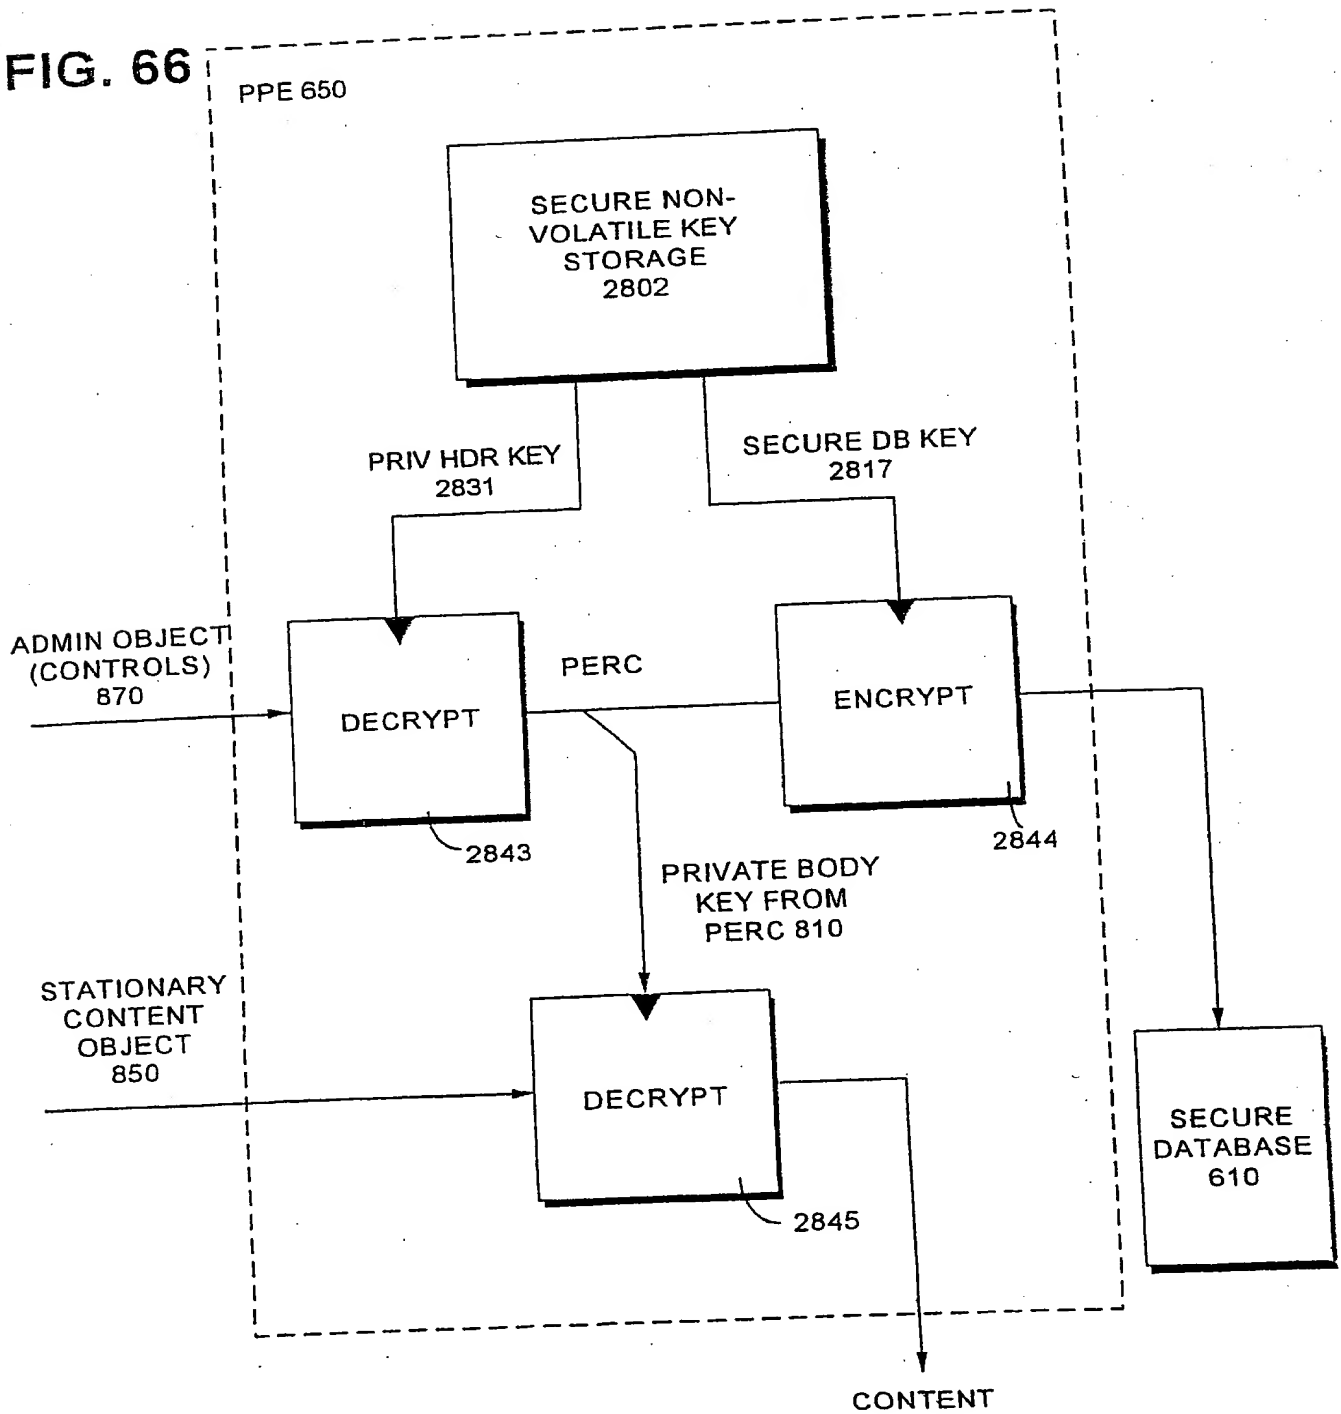 FIG. 66
PPE 650
SECURE NON-
VOLATILE KEY
STORAGE
2802
PRIV HDR KEY
2831
SECURE DB KEY
2817
ADMIN OBJECT
(CONTROLS)
870
DECRYPT
PERC
ENCRYPT
2843
2844
PRIVATE BODY
KEY FROM
PERC 810
STATIONARY
CONTENT
OBJECT
850
DECRYPT
2845
SECURE
DATABASE
610
CONTENT